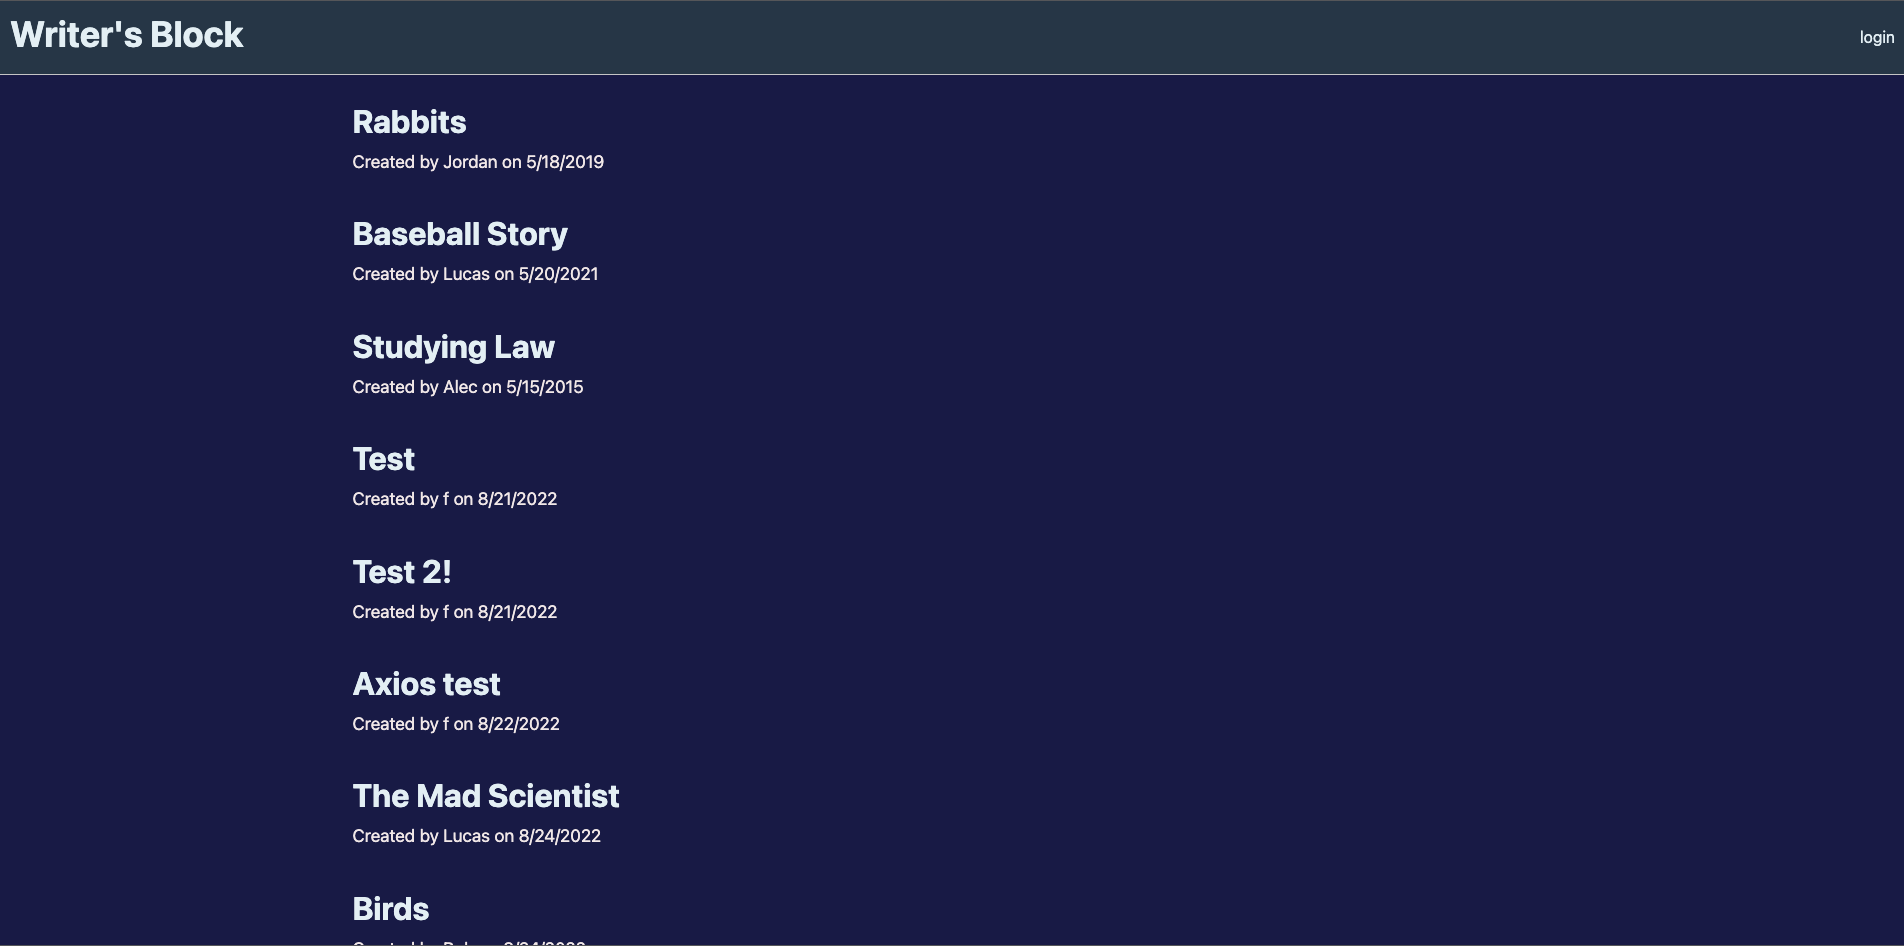 Writer's Block
login
Rabbits
Created by Jordan on 5/18/2019
Baseball Story
Created by Lucas on 5/20/2021
Studying Law
Created by Alec on 5/15/2015
Test
Created by f on 8/21/2022
Test 2!
Created by f on 8/21/2022
Axios test
Created by f on 8/22/2022
The Mad Scientist
Created by Lucas on 8/24/2022
Birds
Created by